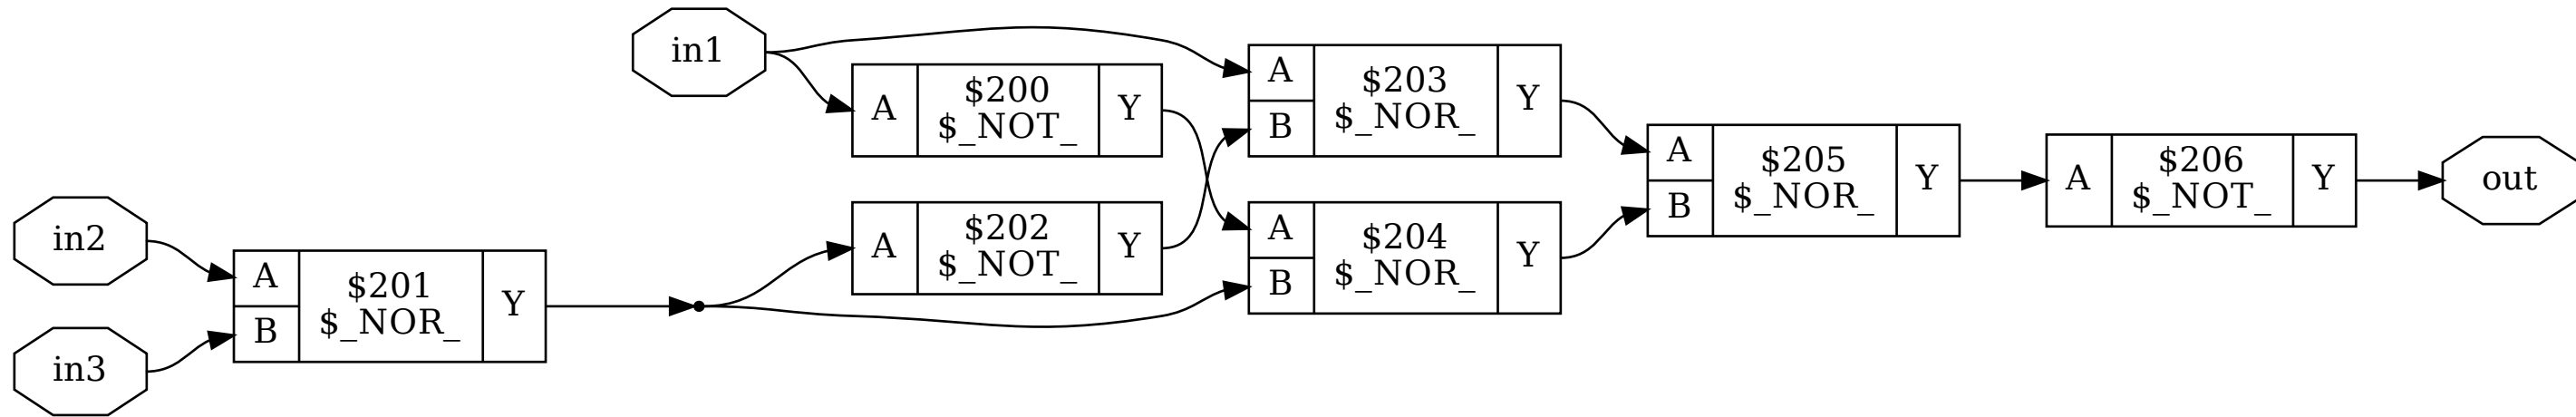 in1
A
$200
$_NOT_
Y
A
B
$203
$_NOR_
Y
in2
in3
A
B
$201
$_NOR_
Y
A
$202
$_NOT_
Y
A
B
$204
$_NOR_
Y
A
B
$205
$_NOR_
Y
A
$206
$_NOT_
Y
out